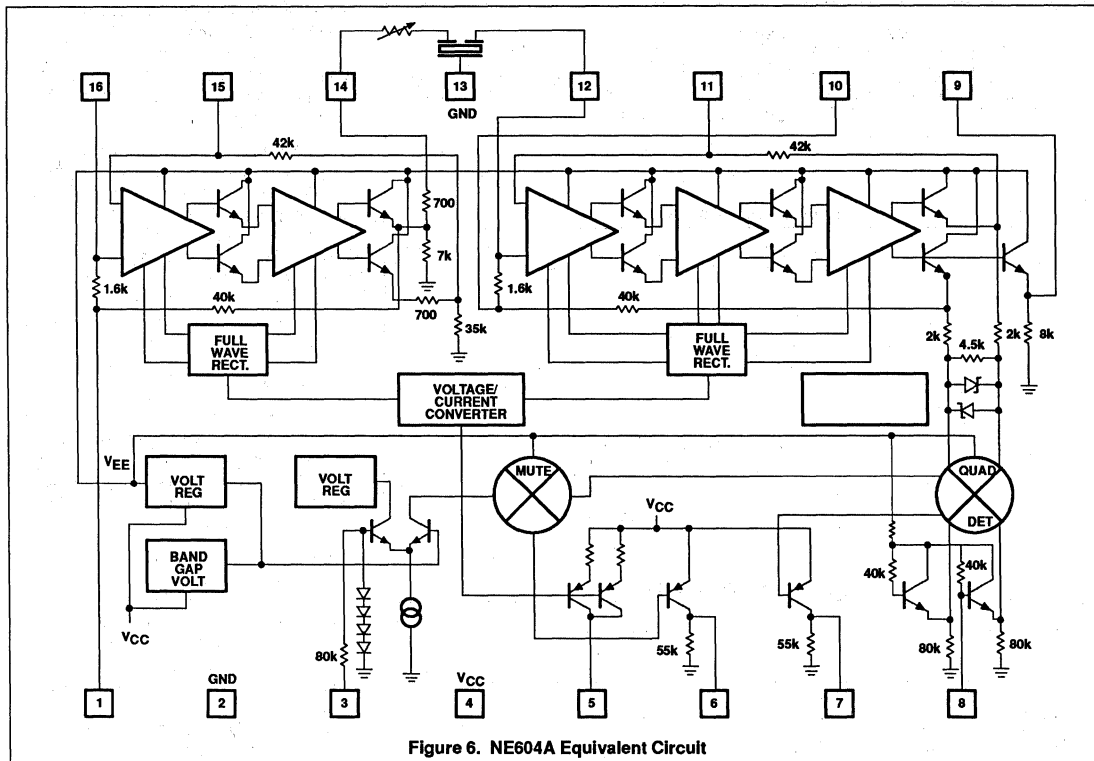 16
15
14
13
GND
12
11
10
9
42k
42k
700
7k
1.6k
40k
700
35k
1.6k
40k
2k
2k
8k
4.5k
FULL
WAVE
RECT.
VOLTAGE/
CURRENT
CONVERTER
FULL
WAVE
RECT.
VEE
VOLT
REG
VOLT
REG
MUTE
QUAD
DET
VCC
BAND
GAP
VOLT
VCC
40k
40k
80k
55k
55k
80k
80k
GND
VCC
1
2
3
4
5
6
7
8
Figure 6. NE604A Equivalent Circuit